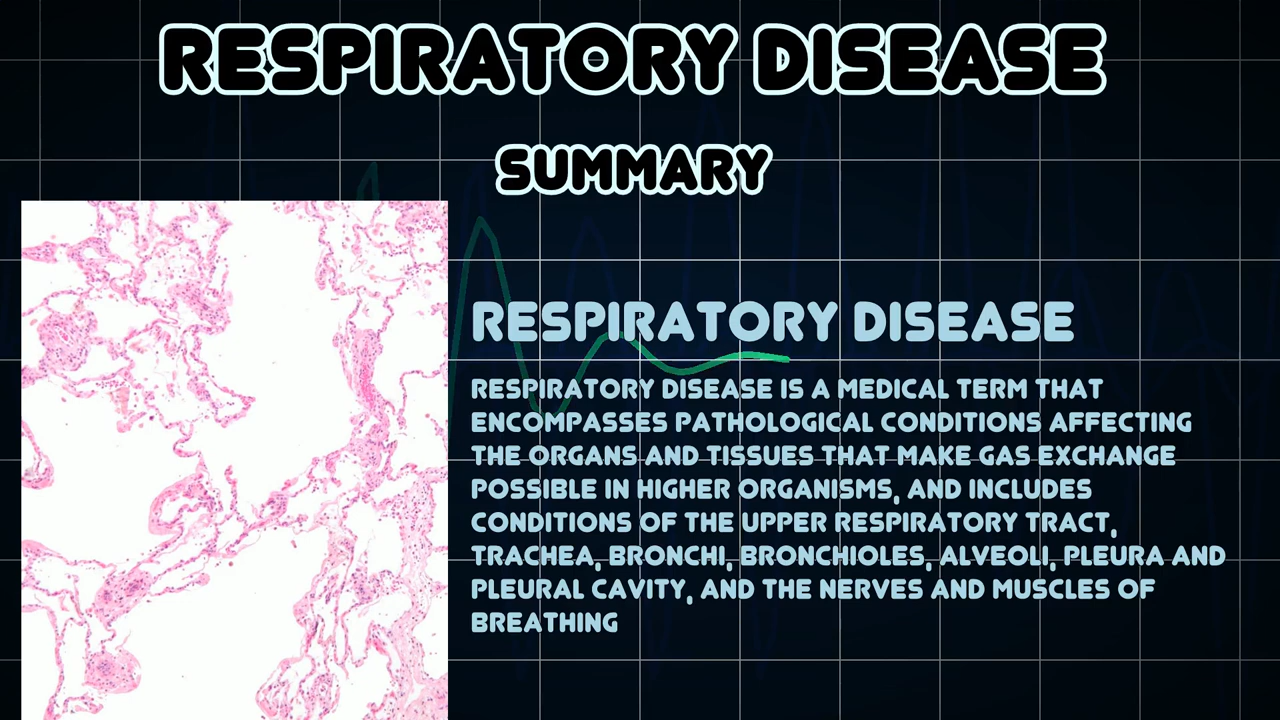 RESPIRATORY DISEASE
SUMMARY
RESPIRATORY DISEASE
RESPIRATORY DISEASE IS A MEDICAL TERM THAT
ENCOMPASSES PATHOLOGICAL CONDITIONS AFFECTING
THE ORGANS AND TISSUES THAT MAKE GAS EXCHANGE
POSSIBLE IN HIGHER ORGANISMS, AND INCLUDES
CONDITIONS OF THE UPPER RESPIRATORY TRACT,
TRACHEA, BRONCHI, BRONCHIOLES, ALVEOLI, PLEURA AND
PLEURAL CAVITY, AND THE NERVES AND MUSCLES OF
BREATHING